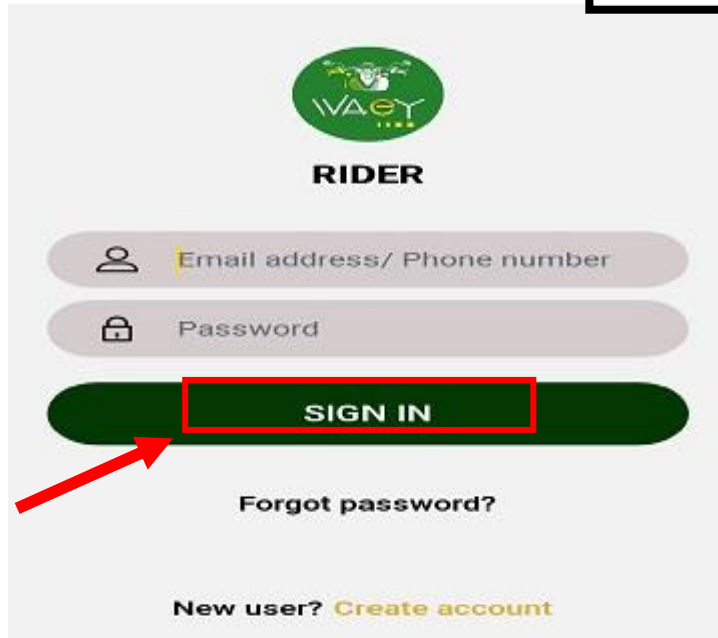 WAEY
RIDER
Email address/ Phone number
Password
SIGN IN
Forgot password?
New user? Create account